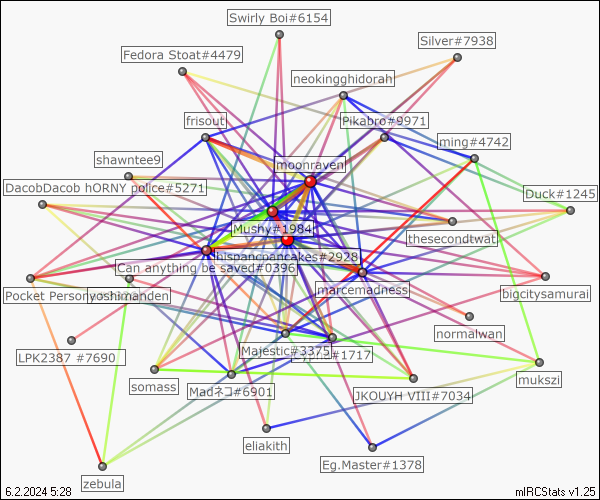 Swirly Boi#6154
Silver#7938
Fedora Stoat#4479
neokingghidorah
frisout
Pikabro#9971
ming#4742
shawntee9
moonraven
DacobDacob hORNY police#5271
Duck#1245
Mushy#1984
thesecondtwat
hispancpancakes#2928
Can anything be saved#0396
marcemadness
bigcitysamurai
Pocket Persony
normalwan
Majestic#3375
#1717
LPK2387 #7690
mukszi
somass
Madネコ#6901
JKOUYH VIII#7034
eliakith
Eg.Master#1378
zebula
6.2.2024 5:28
mIRCStats v1.25